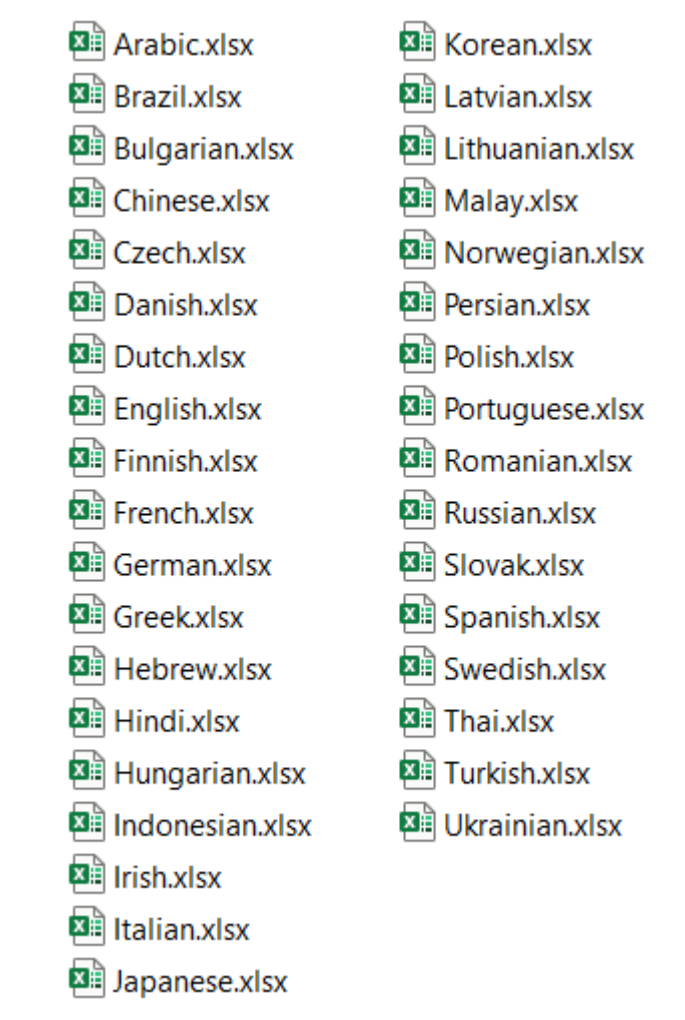 Arabic.xlsx
Brazil.xlsx
Bulgarian.xlsx
Chinese.xlsx
Czech.xlsx
Danish.xlsx
Dutch.xlsx
English.xlsx
Finnish.xlsx
French.xlsx
German.xlsx
Greek.xlsx
Hebrew.xlsx
Hindi.xlsx
Hungarian.xlsx
Indonesian.xlsx
Irish.xlsx
Italian.xlsx
Japanese.xlsx
Korean.xlsx
Latvian.xlsx
Lithuanian.xlsx
Malay.xlsx
Norwegian.xlsx
Persian.xlsx
Polish.xlsx
Portuguese.xlsx
Romanian.xlsx
Russian.xlsx
Slovak.xlsx
Spanish.xlsx
Swedish.xlsx
Thai.xlsx
Turkish.xlsx
Ukrainian.xlsx